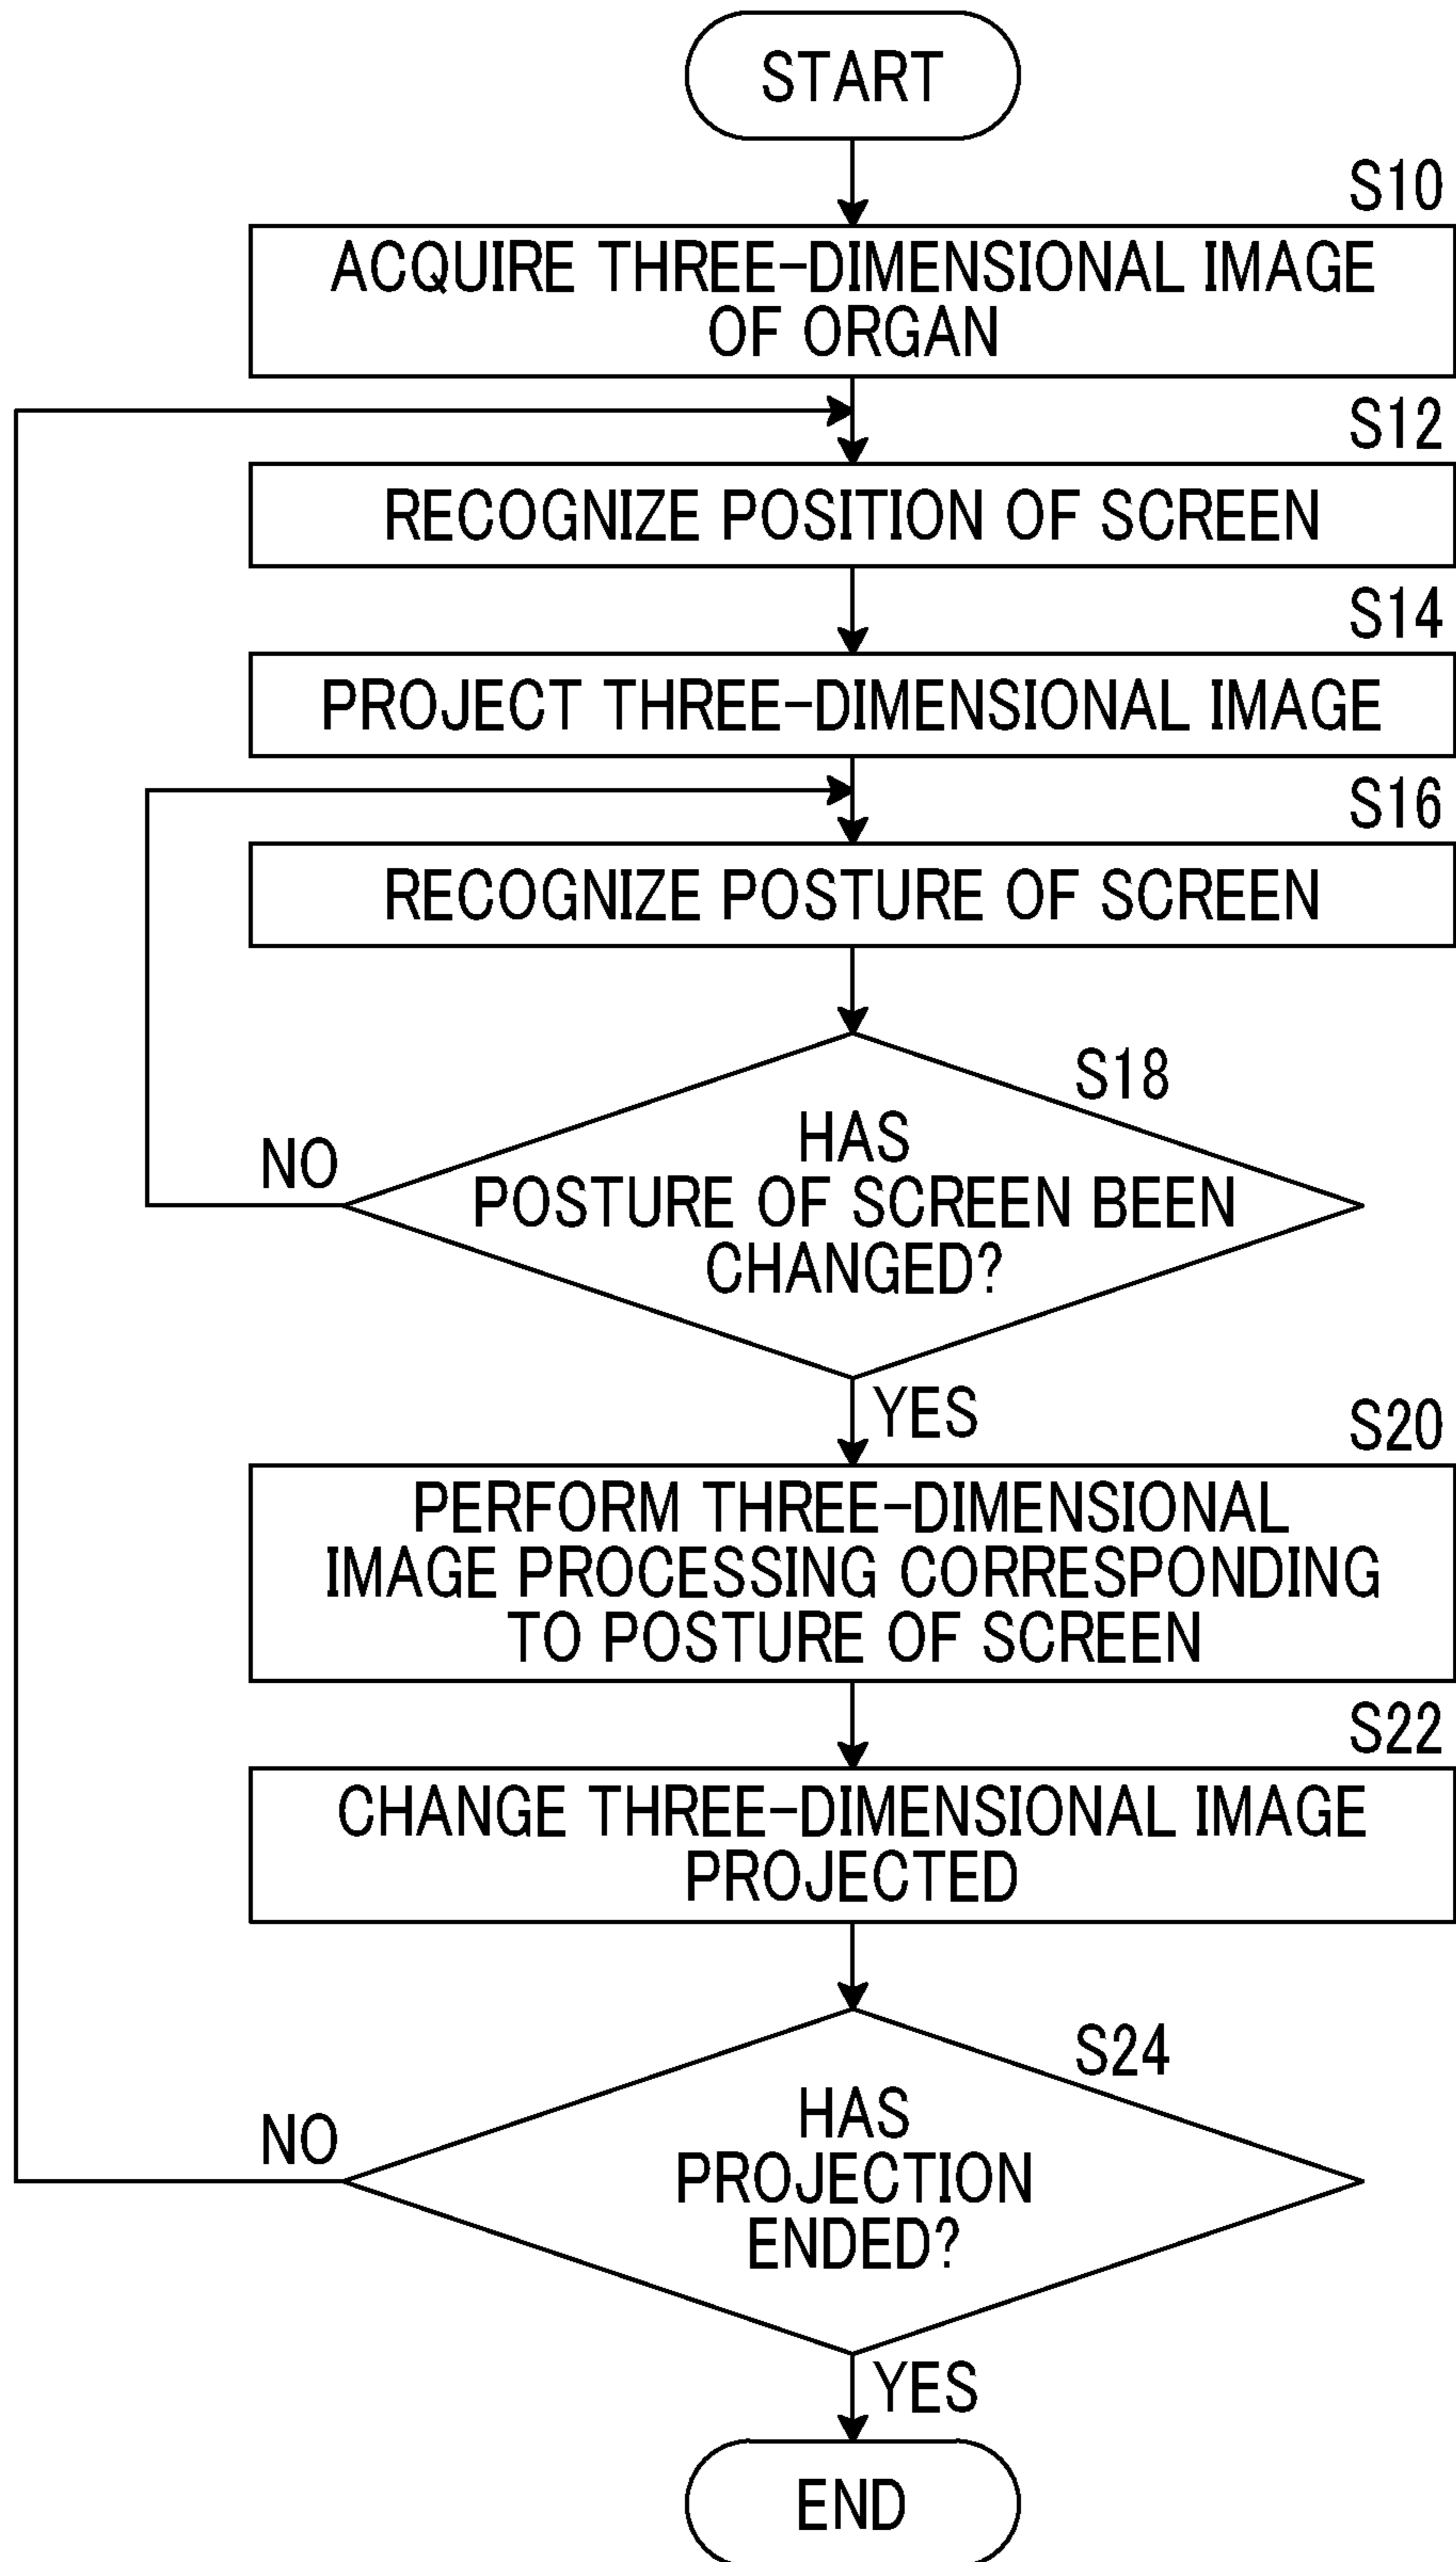 START
S10
ACQUIRE THREE-DIMENSIONAL IMAGE
OF ORGAN
S12
RECOGNIZE POSITION OF SCREEN
S14
PROJECT THREE-DIMENSIONAL IMAGE
S16
RECOGNIZE POSTURE OF SCREEN
S18
HAS
POSTURE OF SCREEN BEEN
CHANGED?
NO
YES
S20
PERFORM THREE-DIMENSIONAL
IMAGE PROCESSING CORRESPONDING
TO POSTURE OF SCREEN
S22
CHANGE THREE-DIMENSIONAL IMAGE
PROJECTED
S24
HAS
PROJECTION
ENDED?
NO
YES
END